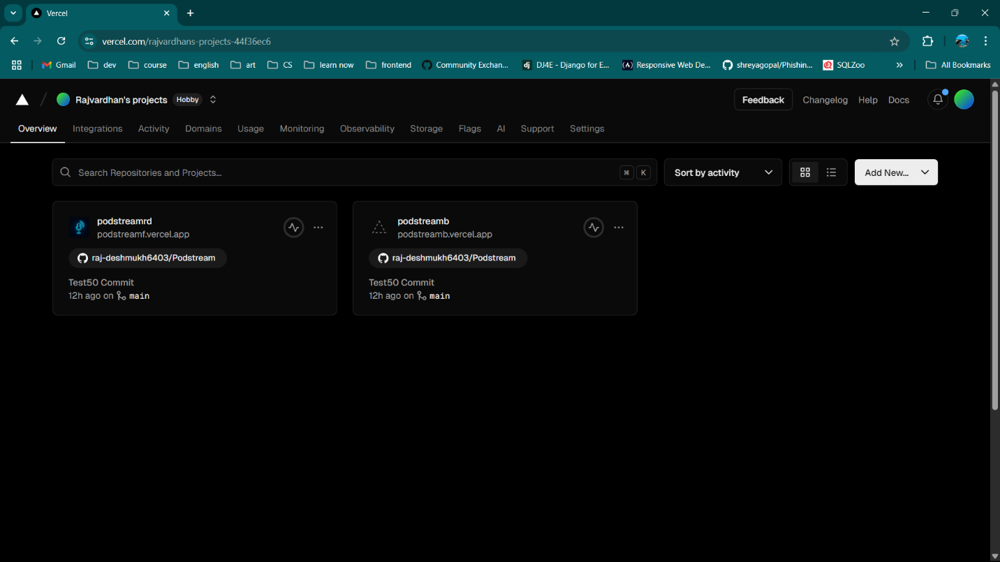 Vercel
vercel.com/rajvardhans-projects-44f36ec6
Gmail dev course english art CS learn now frontend Community Exchan... DJ4E - Django for E... Responsive Web De... shreyagopal/Phishin... SQLZoo » All Bookmarks
Rajvardhan's projects Hobby Feedback Changelog Help Docs
Overview Integrations Activity Domains Usage Monitoring Observability Storage Flags AI Support Settings
Search Repositories and Projects... ⌘ K Sort by activity Add New...
podstreamrd
podstreamf.vercel.app
raj-deshmukh6403/Podstream
Test50 Commit
12h ago on main
podstreamb
podstreamb.vercel.app
raj-deshmukh6403/Podstream
Test50 Commit
12h ago on main